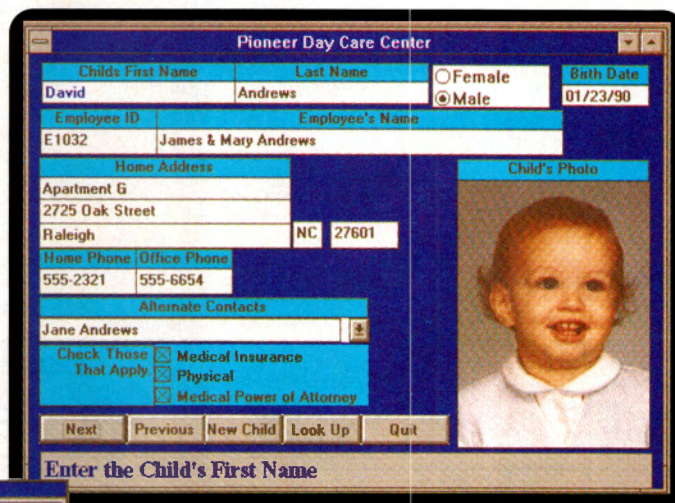 Pioneer Day Care Center
Childs First Name Last Name
David Andrews
Female
Male
Birth Date
01/23/90
Employee ID Employee's Name
E1032 James & Mary Andrews
Home Address
Apartment G
2725 Oak Street
Raleigh NC 27601
Home Phone Office Phone
555-2321 555-6654
Alternate Contacts
Jane Andrews
Check Those
That Apply.
Medical Insurance
Physical
Medical Power of Attorney
Child's Photo
Next Previous New Child Look Up Quit
Enter the Child's First Name